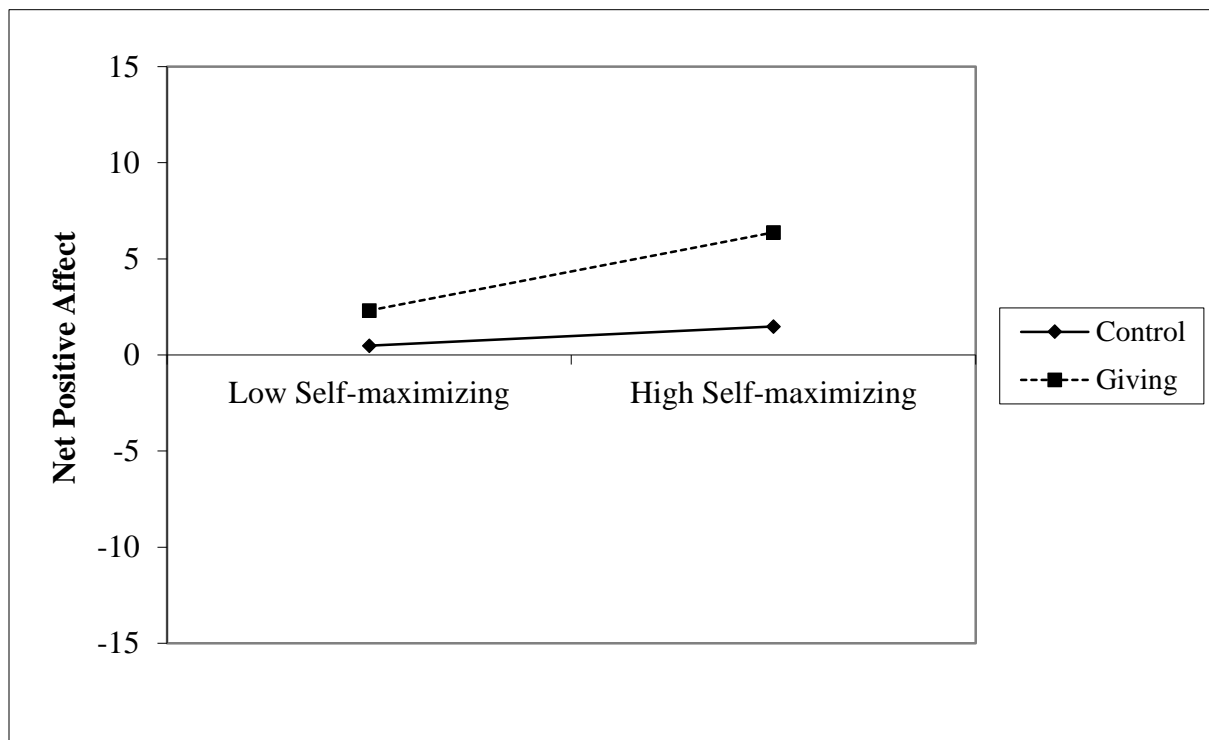 15
10
5
0
-5
-10
-15
Net Positive Affect
Low Self-maximizing
High Self-maximizing
Control
Giving